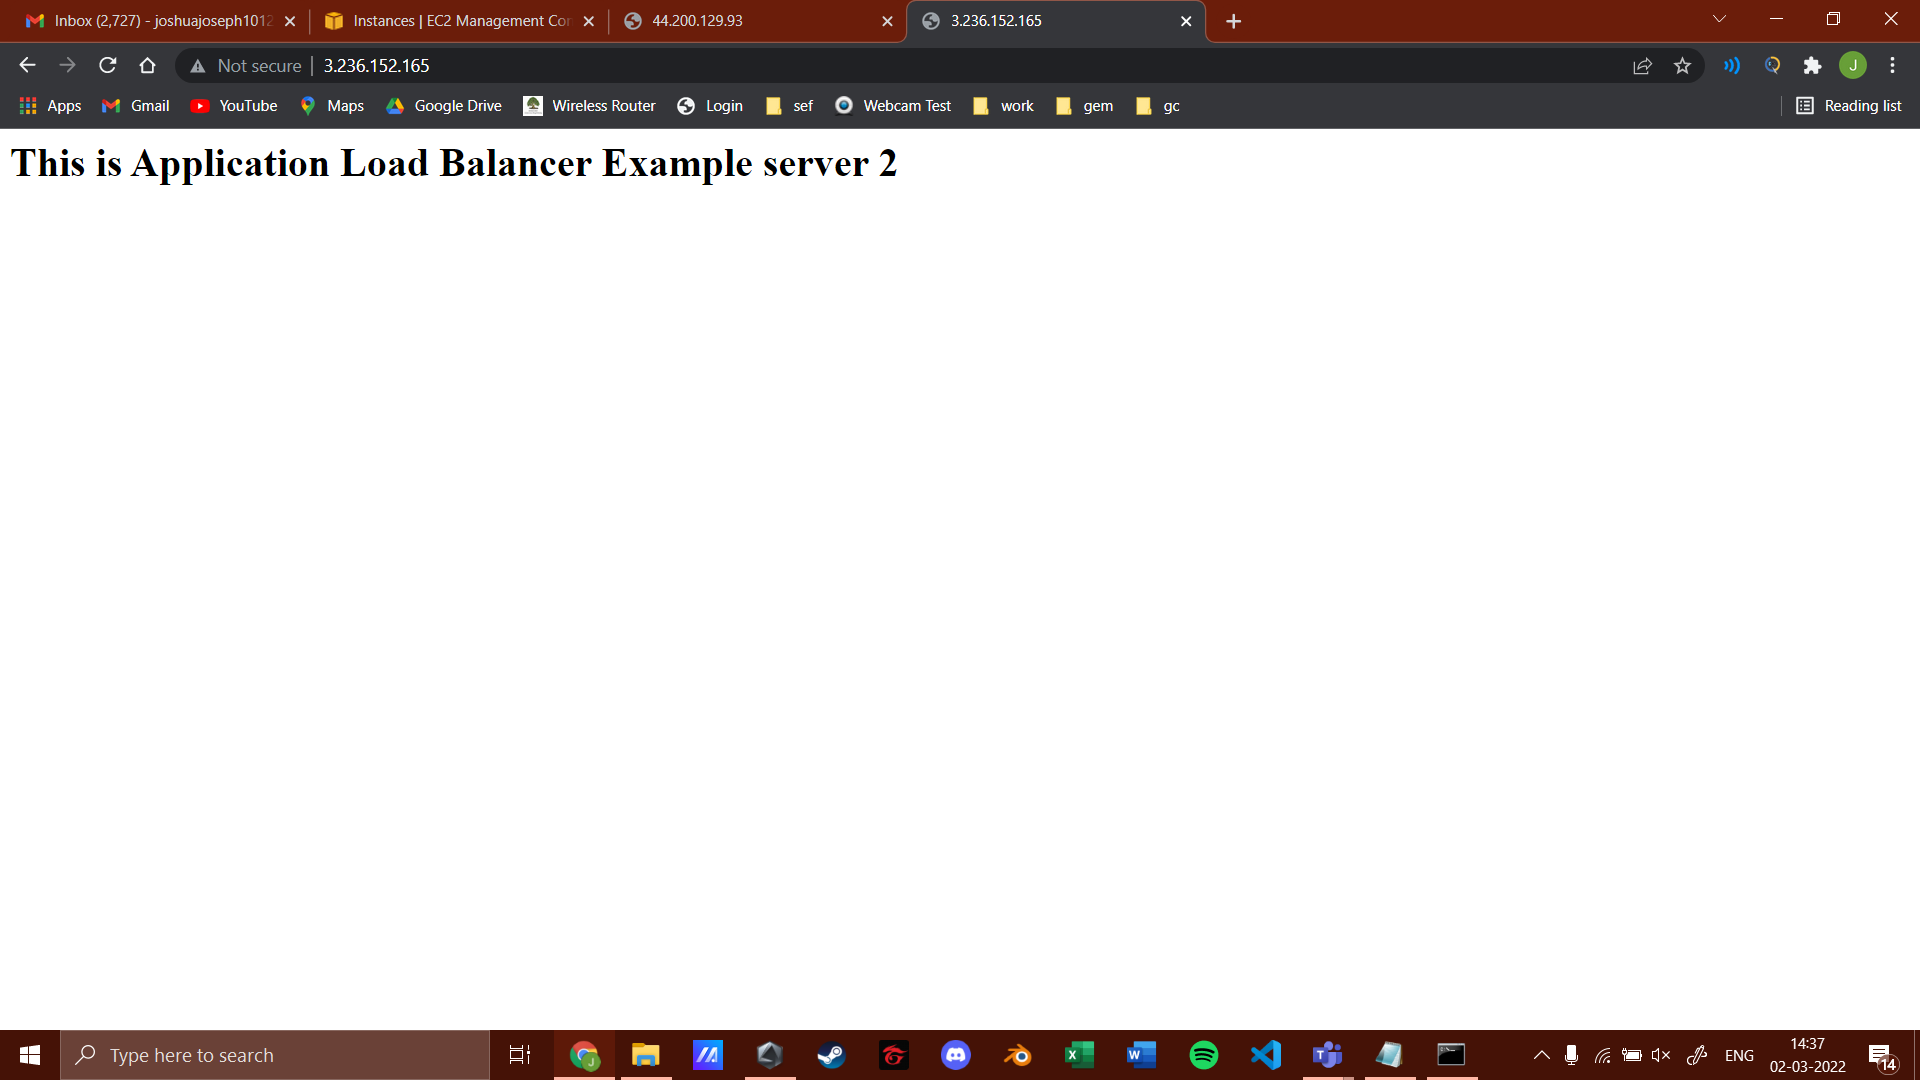 Inbox (2,727) - joshuajoseph1012
Instances | EC2 Management Con
44.200.129.93
3.236.152.165
Not secure
3.236.152.165
J
Apps
Gmail
YouTube
Maps
Google Drive
Wireless Router
Login
sef
Webcam Test
work
gem
gc
Reading list
This is Application Load Balancer Example server 2
Type here to search
ENG
14:37
02-03-2022
14